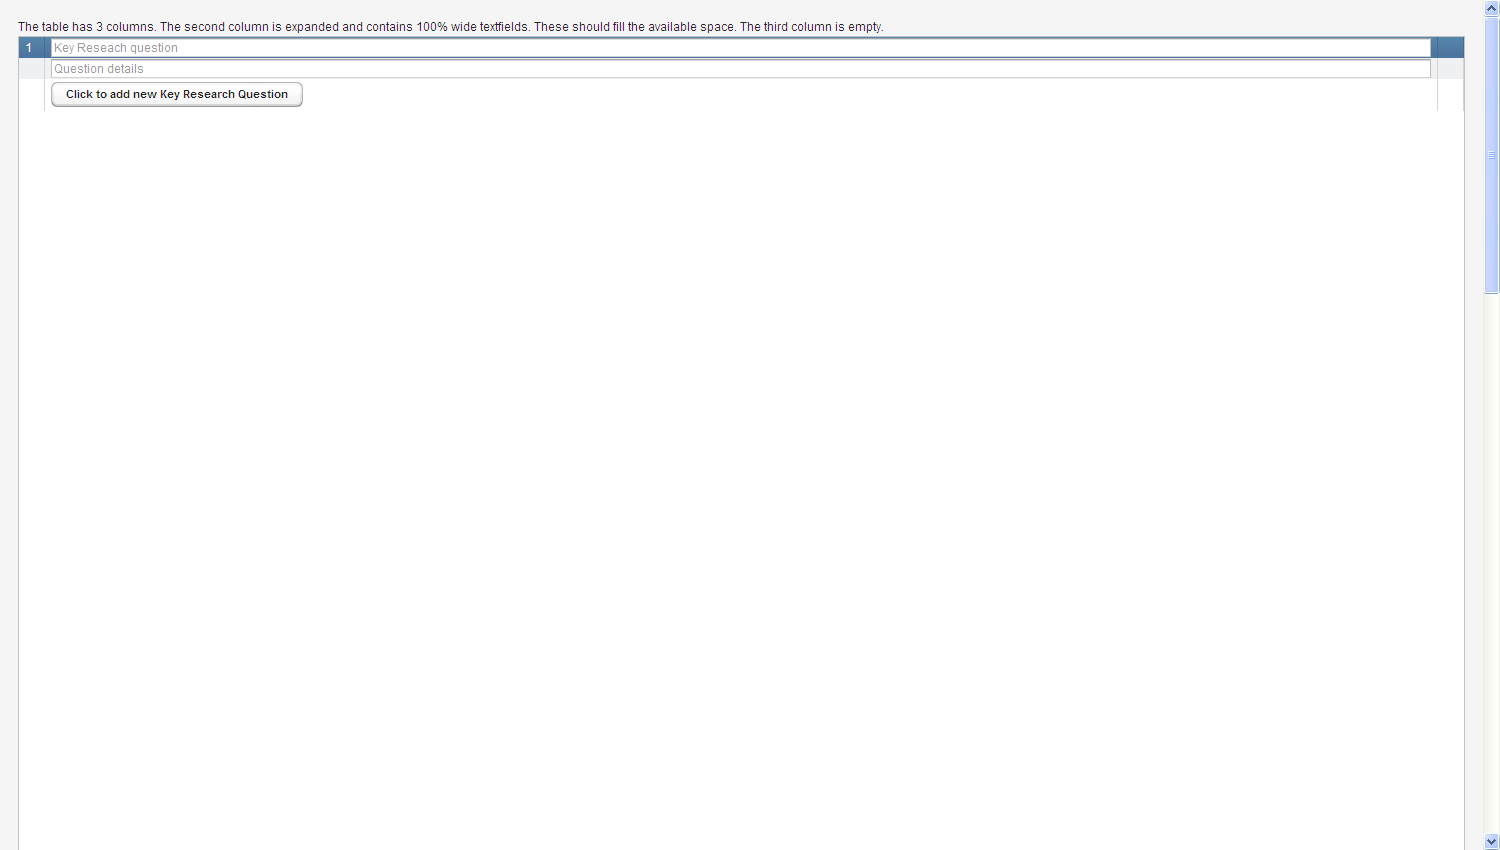 The table has 3 columns. The second column is expanded and contains 100% wide textfields. These should fill the available space. The third column is empty.
1 Key Reseach question
Question details
Click to add new Key Research Question